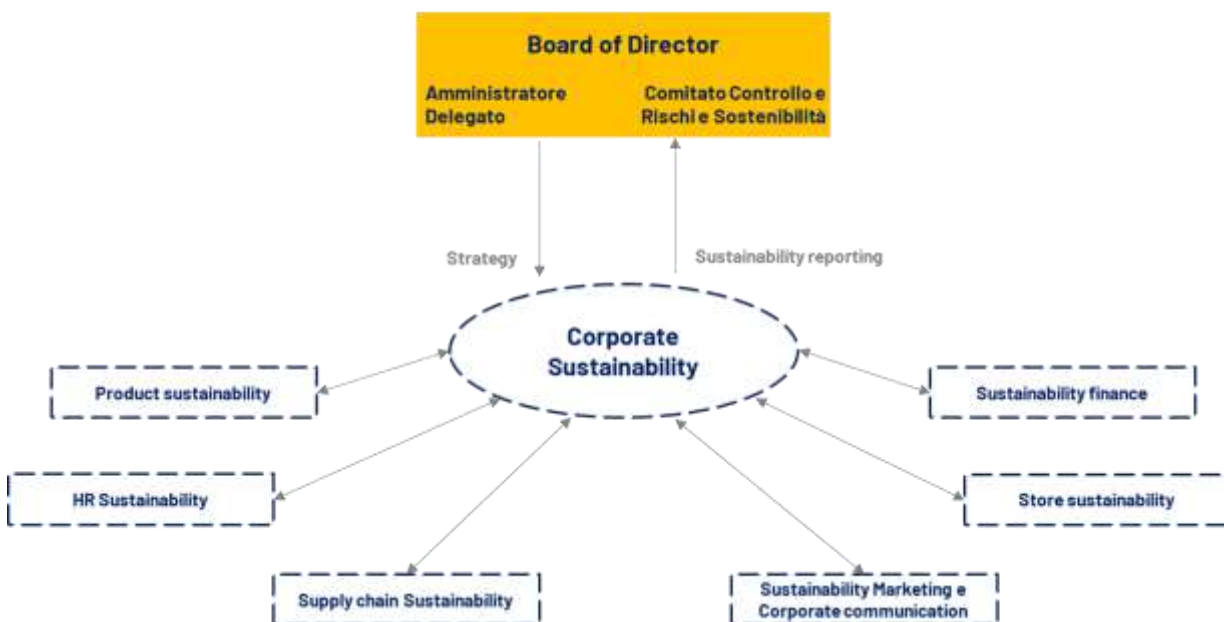 Board of Director
Amministratore
Delegato
Comitato Controllo e
Rischi e Sostenibilità
Strategy
Sustainability reporting
Corporate
Sustainability
Product sustainability
Sustainability finance
HR Sustainability
Store sustainability
Supply chain Sustainability
Sustainability Marketing e
Corporate communication